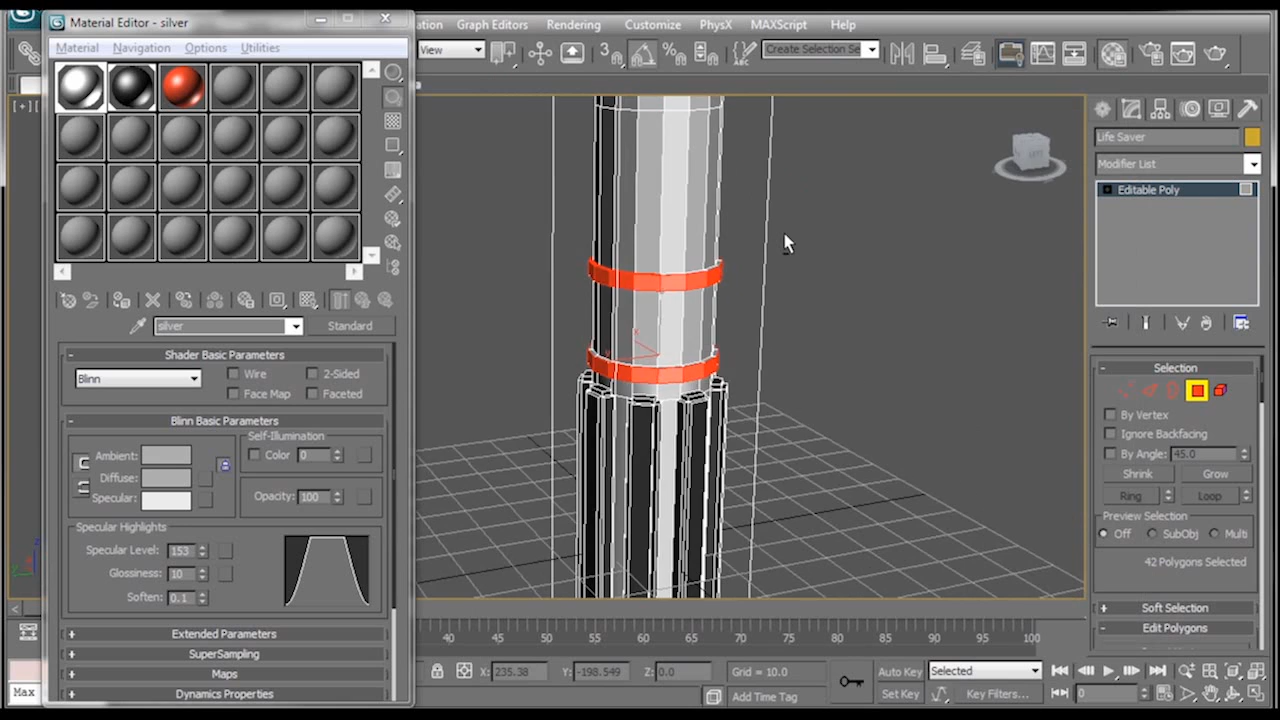 Material Editor - silver
Material Navigation Options Utilities
Graph Editors Rendering Customize PhysX MAXScript Help
View
Create Selection Se
[+][
silver
Standard
- Shader Basic Parameters
Blinn
Wire
2-Sided
Face Map
Faceted
- Blinn Basic Parameters
Self-Illumination
Ambient:
Color 0
Diffuse:
Specular:
Opacity: 100
Specular Highlights
Specular Level: 153
Glossiness: 10
Soften: 0.1
+ Extended Parameters
+ SuperSampling
+ Maps
+ Dynamics Properties
Life Saver
Modifier List
Editable Poly
- Selection
By Vertex
Ignore Backfacing
By Angle: 45.0
Shrink Grow
Ring Loop
Preview Selection
Off SubObj Multi
42 Polygons Selected
+ Soft Selection
- Edit Polygons
40 45 50 55 60 65 70 75 80 85 90 95 100
X: 235.38 Y: -198.549 Z: 0.0 Grid = 10.0
Auto Key Selected
Add Time Tag
Set Key Key Filters...
0
Max